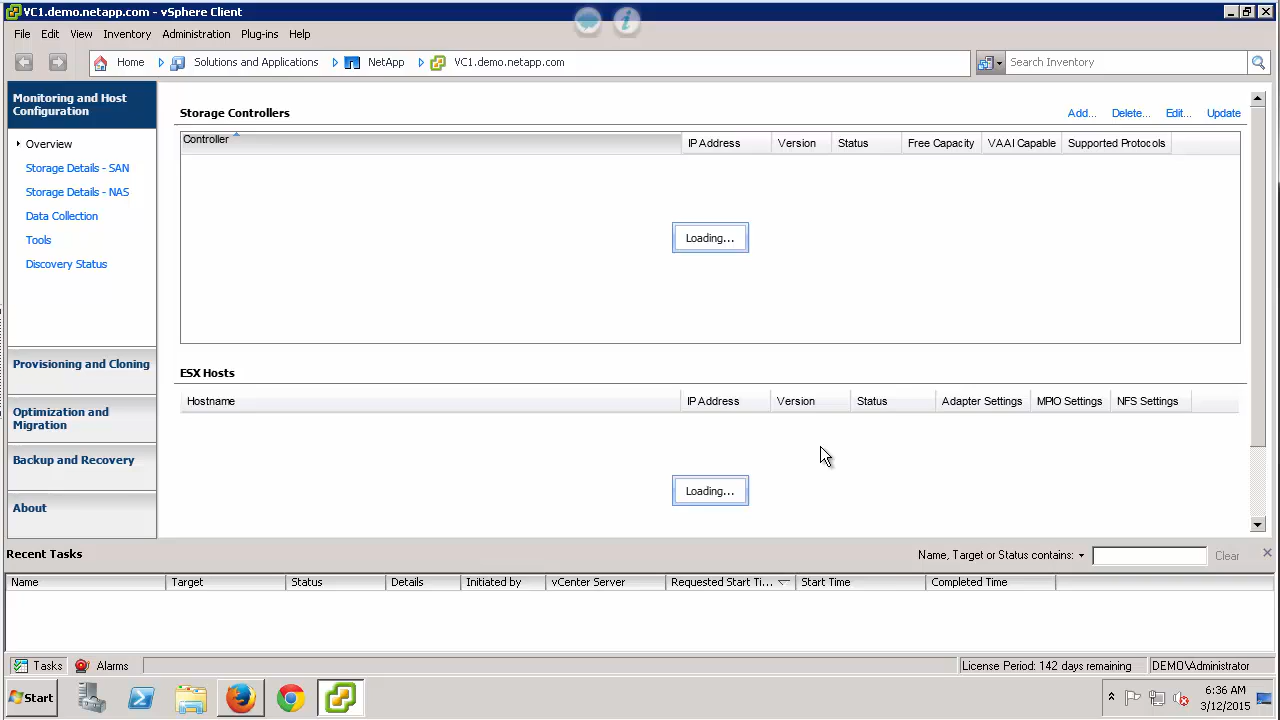 VC1.demo.netapp.com - vSphere Client
File Edit View Inventory Administration Plug-ins Help
Home Solutions and Applications NetApp VC1.demo.netapp.com Search Inventory
Monitoring and Host
Configuration
Overview
Storage Details - SAN
Storage Details - NAS
Data Collection
Tools
Discovery Status
Provisioning and Cloning
Optimization and
Migration
Backup and Recovery
About
Storage Controllers Add... Delete... Edit... Update
Controller IP Address Version Status Free Capacity VAAI Capable Supported Protocols
Loading...
ESX Hosts
Hostname IP Address Version Status Adapter Settings MPIO Settings NFS Settings
Loading...
Recent Tasks Name, Target or Status contains: Clear
Name Target Status Details Initiated by vCenter Server Requested Start Ti... Start Time Completed Time
Tasks Alarms License Period: 142 days remaining DEMO\Administrator
Start 6:36 AM
3/12/2015